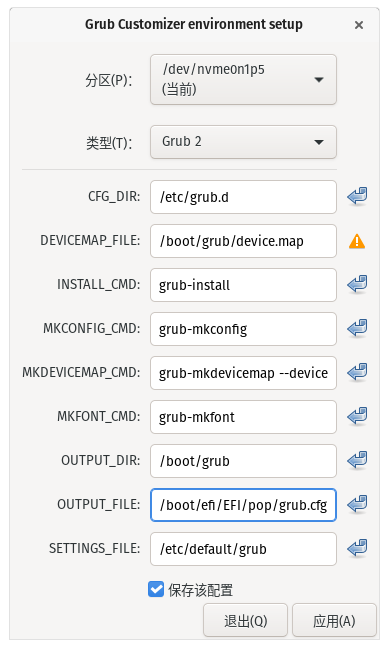 Grub Customizer environment setup
分区(P)：
/dev/nvme0n1p5
(当前)
类型(T)：
Grub 2
CFG_DIR: /etc/grub.d
DEVICEMAP_FILE: /boot/grub/device.map
INSTALL_CMD: grub-install
MKCONFIG_CMD: grub-mkconfig
MKDEVICEMAP_CMD: grub-mkdevicemap --device
MKFONT_CMD: grub-mkfont
OUTPUT_DIR: /boot/grub
OUTPUT_FILE: /boot/efi/EFI/pop/grub.cfg
SETTINGS_FILE: /etc/default/grub
保存该配置
退出(Q) 应用(A)